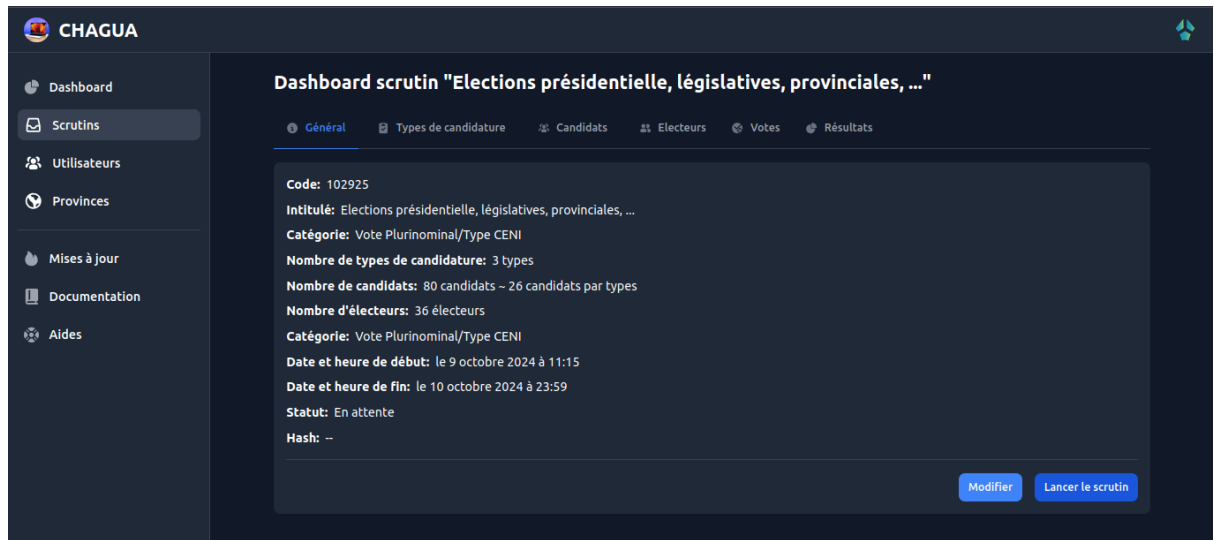 CHAGUA
Dashboard
Scrutins
Utilisateurs
Provinces
Mises à jour
Documentation
Aides
Dashboard scrutin "Elections présidentielle, législatives, provinciales, ..."
Général Types de candidature Candidats Electeurs Votes Résultats
Code: 102925
Intitulé: Elections présidentielle, législatives, provinciales, ...
Catégorie: Vote Plurinominal/Type CENI
Nombre de types de candidature: 3 types
Nombre de candidats: 80 candidats ~ 26 candidats par types
Nombre d'électeurs: 36 électeurs
Catégorie: Vote Plurinominal/Type CENI
Date et heure de début: le 9 octobre 2024 à 11:15
Date et heure de fin: le 10 octobre 2024 à 23:59
Statut: En attente
Hash: --
Modifier Lancer le scrutin